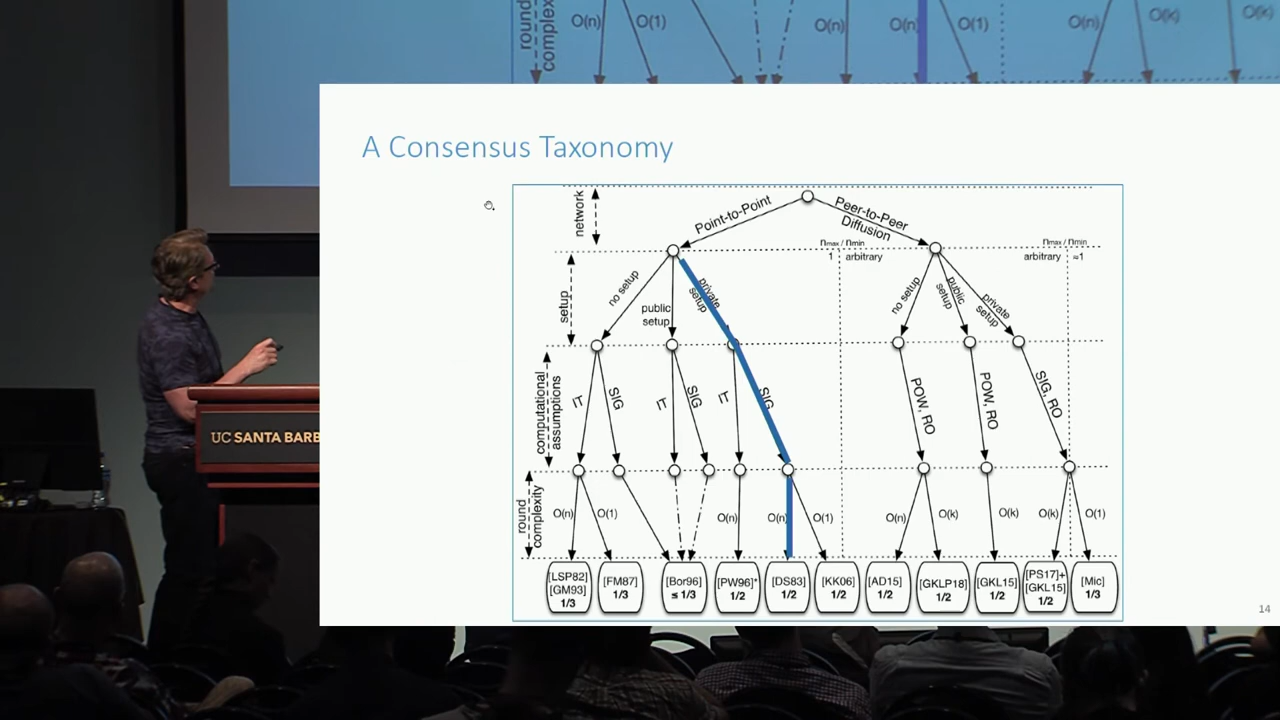 round
complex
O(n)
O(1)
O(n)
O(n)
O(1)
O(n)
O(k)
O(k)
A Consensus Taxonomy
network
Point-to-Point
Peer-to-Peer
Diffusion
nmax / nmin
1
arbitrary
nmax / nmin
arbitrary
≈1
setup
no setup
public
setup
private
setup
no setup
public
setup
private
setup
computational
assumptions
IT
SIG
IT
SIG
IT
SIG
POW, RO
POW, RO
SIG, RO
round
complexity
O(n)
O(1)
O(n)
O(n)
O(1)
O(n)
O(k)
O(k)
O(k)
O(1)
[LSP82]
[GM93]
1/3
[FM87]
1/3
[Bor96]
≤ 1/3
[PW96]*
1/2
[DS83]
1/2
[KK06]
1/2
[AD15]
1/2
[GKLP18]
1/2
[GKL15]
1/2
[PS17]+
[GKL15]
1/2
[Mic]
1/3
14
UC SANTA BARB